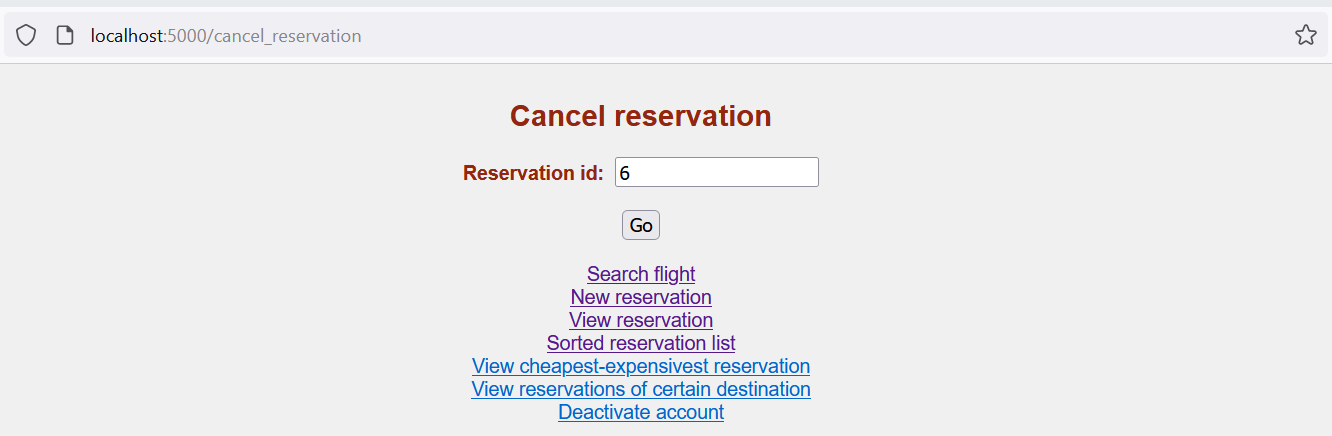 localhost:5000/cancel_reservation
Cancel reservation
Reservation id: 6
Go
Search flight
New reservation
View reservation
Sorted reservation list
View cheapest-expensivest reservation
View reservations of certain destination
Deactivate account